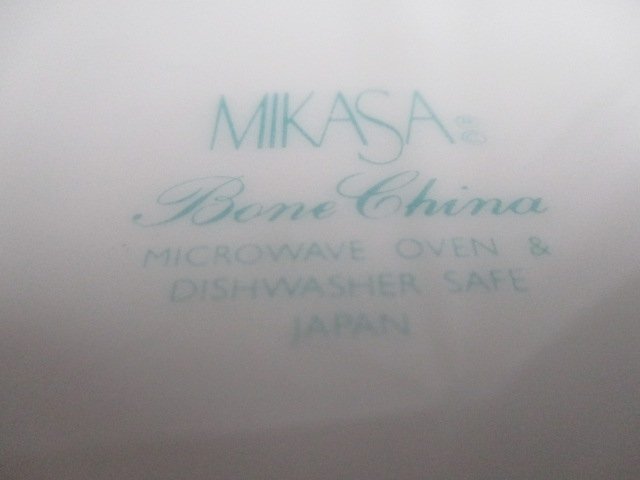 MIKASA ® ©
Bone China
MICROWAVE OVEN &
DISHWASHER SAFE
JAPAN